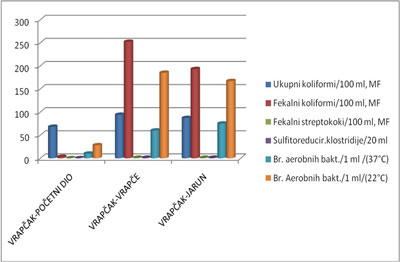 300
250
200
150
100
50
0
VRAPČAK-POČETNI DIO
VRAPČAK-VRAPČE
VRAPČAK-JARUN
Ukupni koliformi/100 ml, MF
Fekalni koliformi/100 ml, MF
Fekalni streptokoki/100 ml, MF
Sulfitoreducir.klostridije/20 ml
Br. aerobnih bakt./1 ml /(37°C)
Br. Aerobnih bakt./1 ml /(22°C)